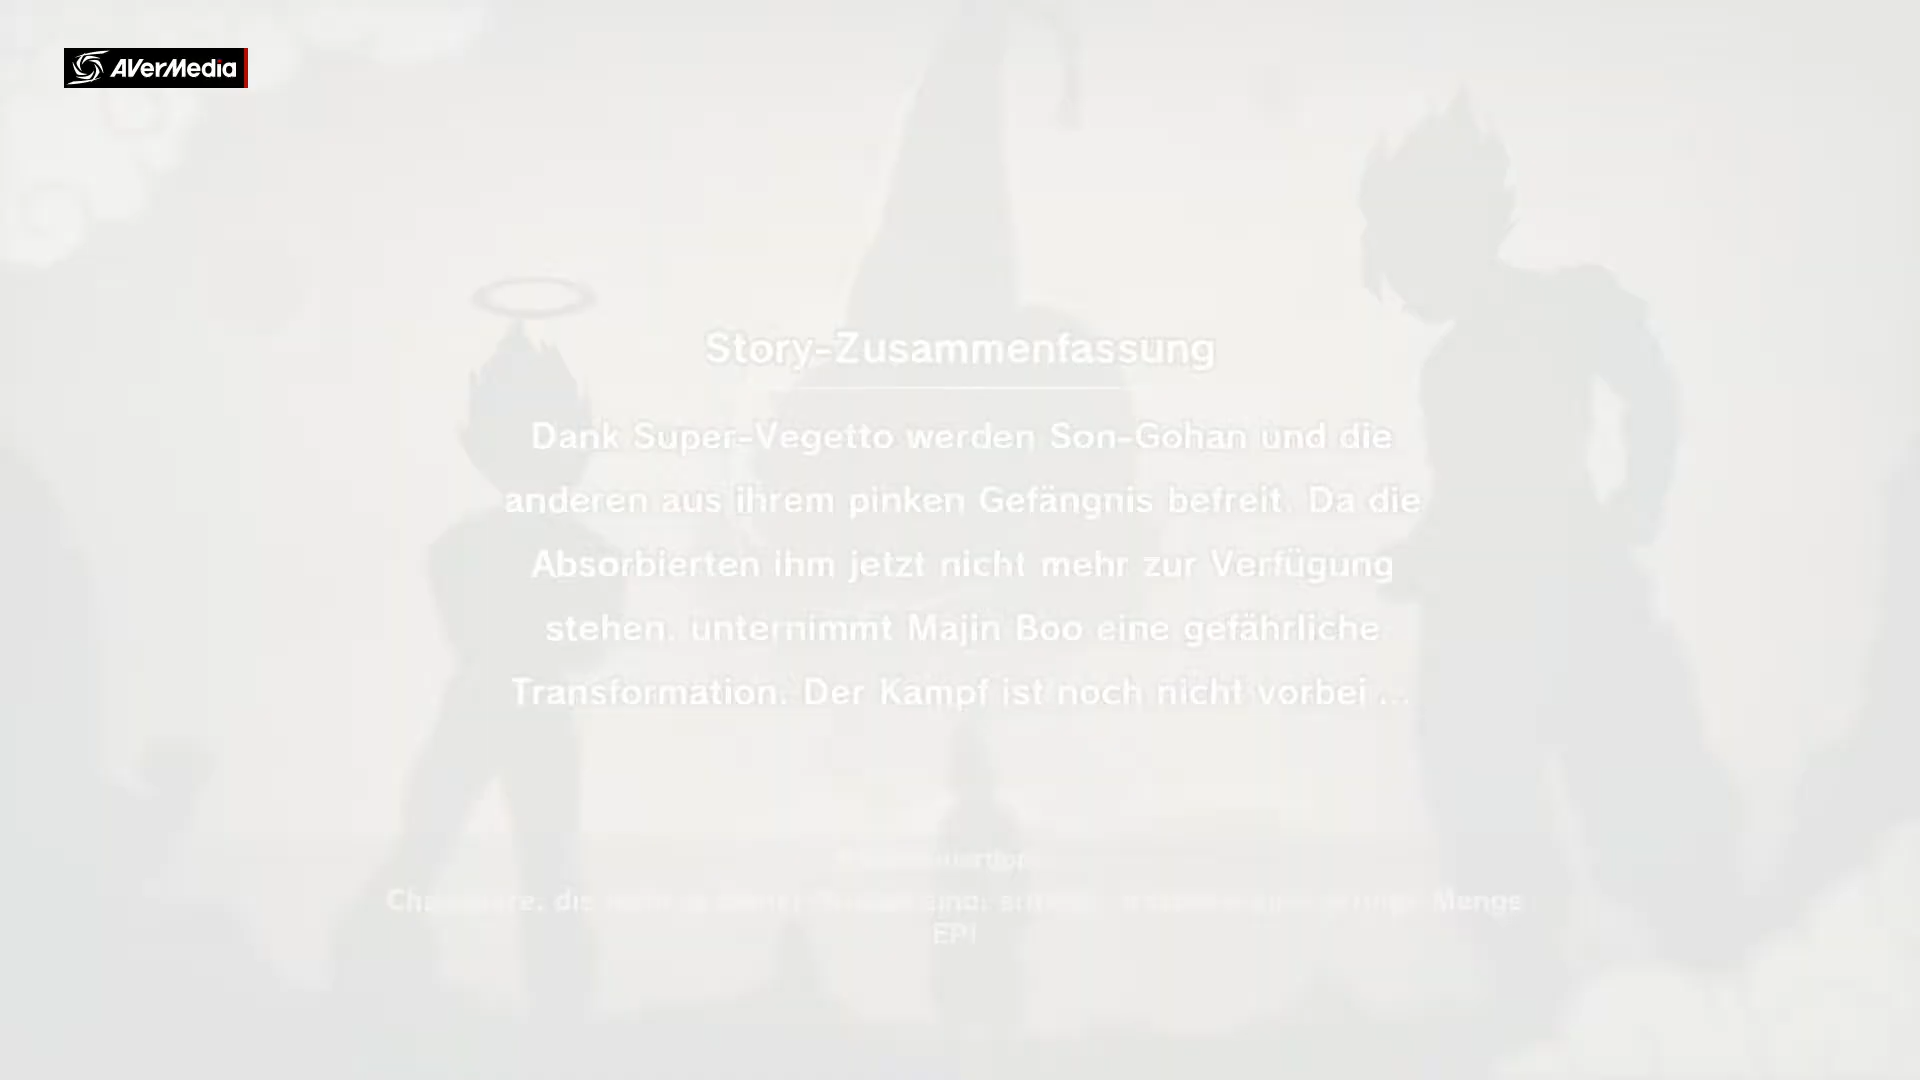 AVerMedia
Story-Zusammenfassung
Dank Super-Vegetto werden Son-Gohan und die
anderen aus ihrem pinken Gefängnis befreit. Da die
Absorbierten ihm jetzt nicht mehr zur Verfügung
stehen, unternimmt Majin Boo eine gefährliche
Transformation. Der Kampf ist noch nicht vorbei ...
Menge
EP!